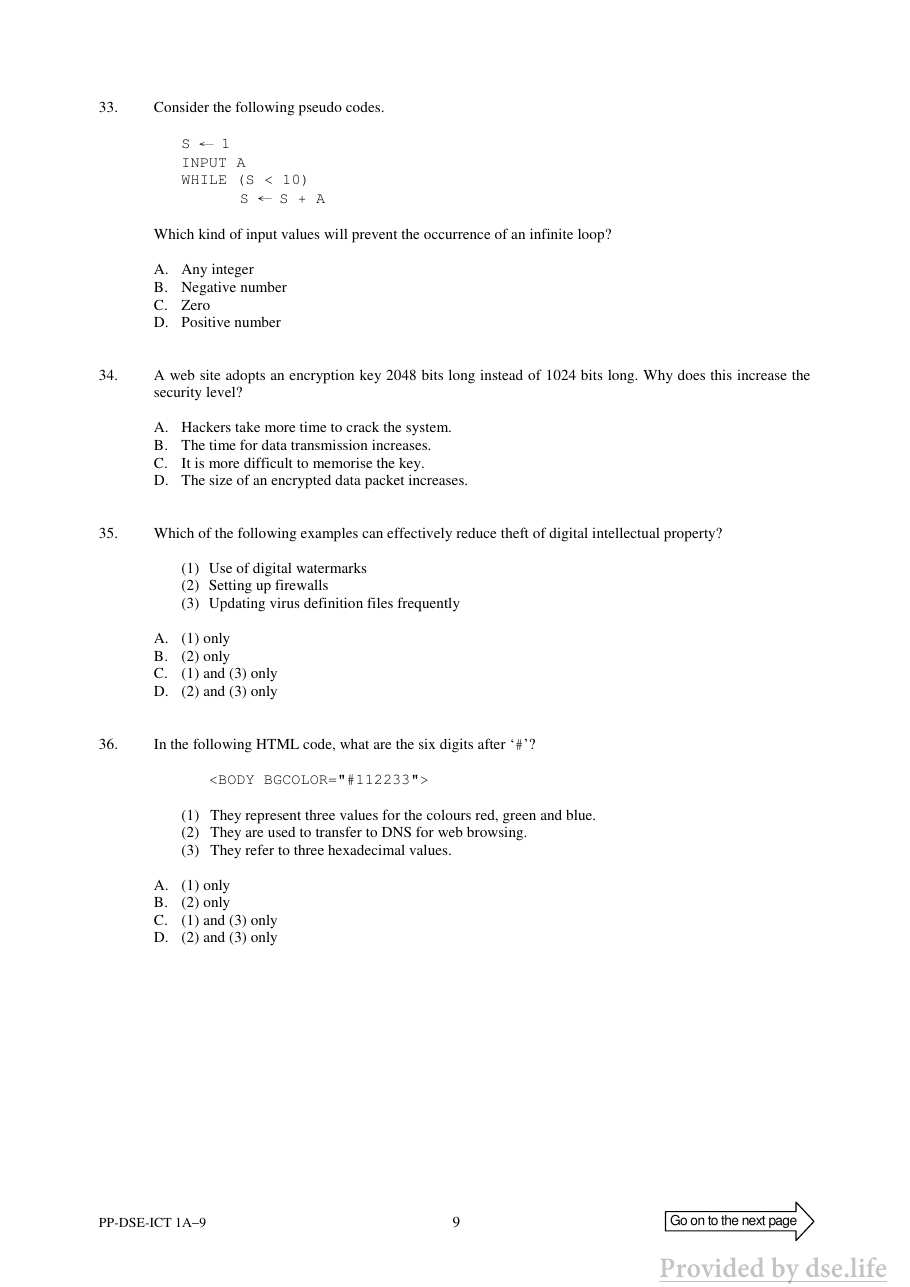 33. Consider the following pseudo codes.
S ← 1
INPUT A
WHILE (S < 10)
S ← S + A
Which kind of input values will prevent the occurrence of an infinite loop?
A. Any integer
B. Negative number
C. Zero
D. Positive number
34. A web site adopts an encryption key 2048 bits long instead of 1024 bits long. Why does this increase the
security level?
A. Hackers take more time to crack the system.
B. The time for data transmission increases.
C. It is more difficult to memorise the key.
D. The size of an encrypted data packet increases.
35. Which of the following examples can effectively reduce theft of digital intellectual property?
(1) Use of digital watermarks
(2) Setting up firewalls
(3) Updating virus definition files frequently
A. (1) only
B. (2) only
C. (1) and (3) only
D. (2) and (3) only
36. In the following HTML code, what are the six digits after ‘#’?
<BODY BGCOLOR="#112233">
(1) They represent three values for the colours red, green and blue.
(2) They are used to transfer to DNS for web browsing.
(3) They refer to three hexadecimal values.
A. (1) only
B. (2) only
C. (1) and (3) only
D. (2) and (3) only
PP-DSE-ICT 1A–9
9
Go on to the next page
Provided by dse.life